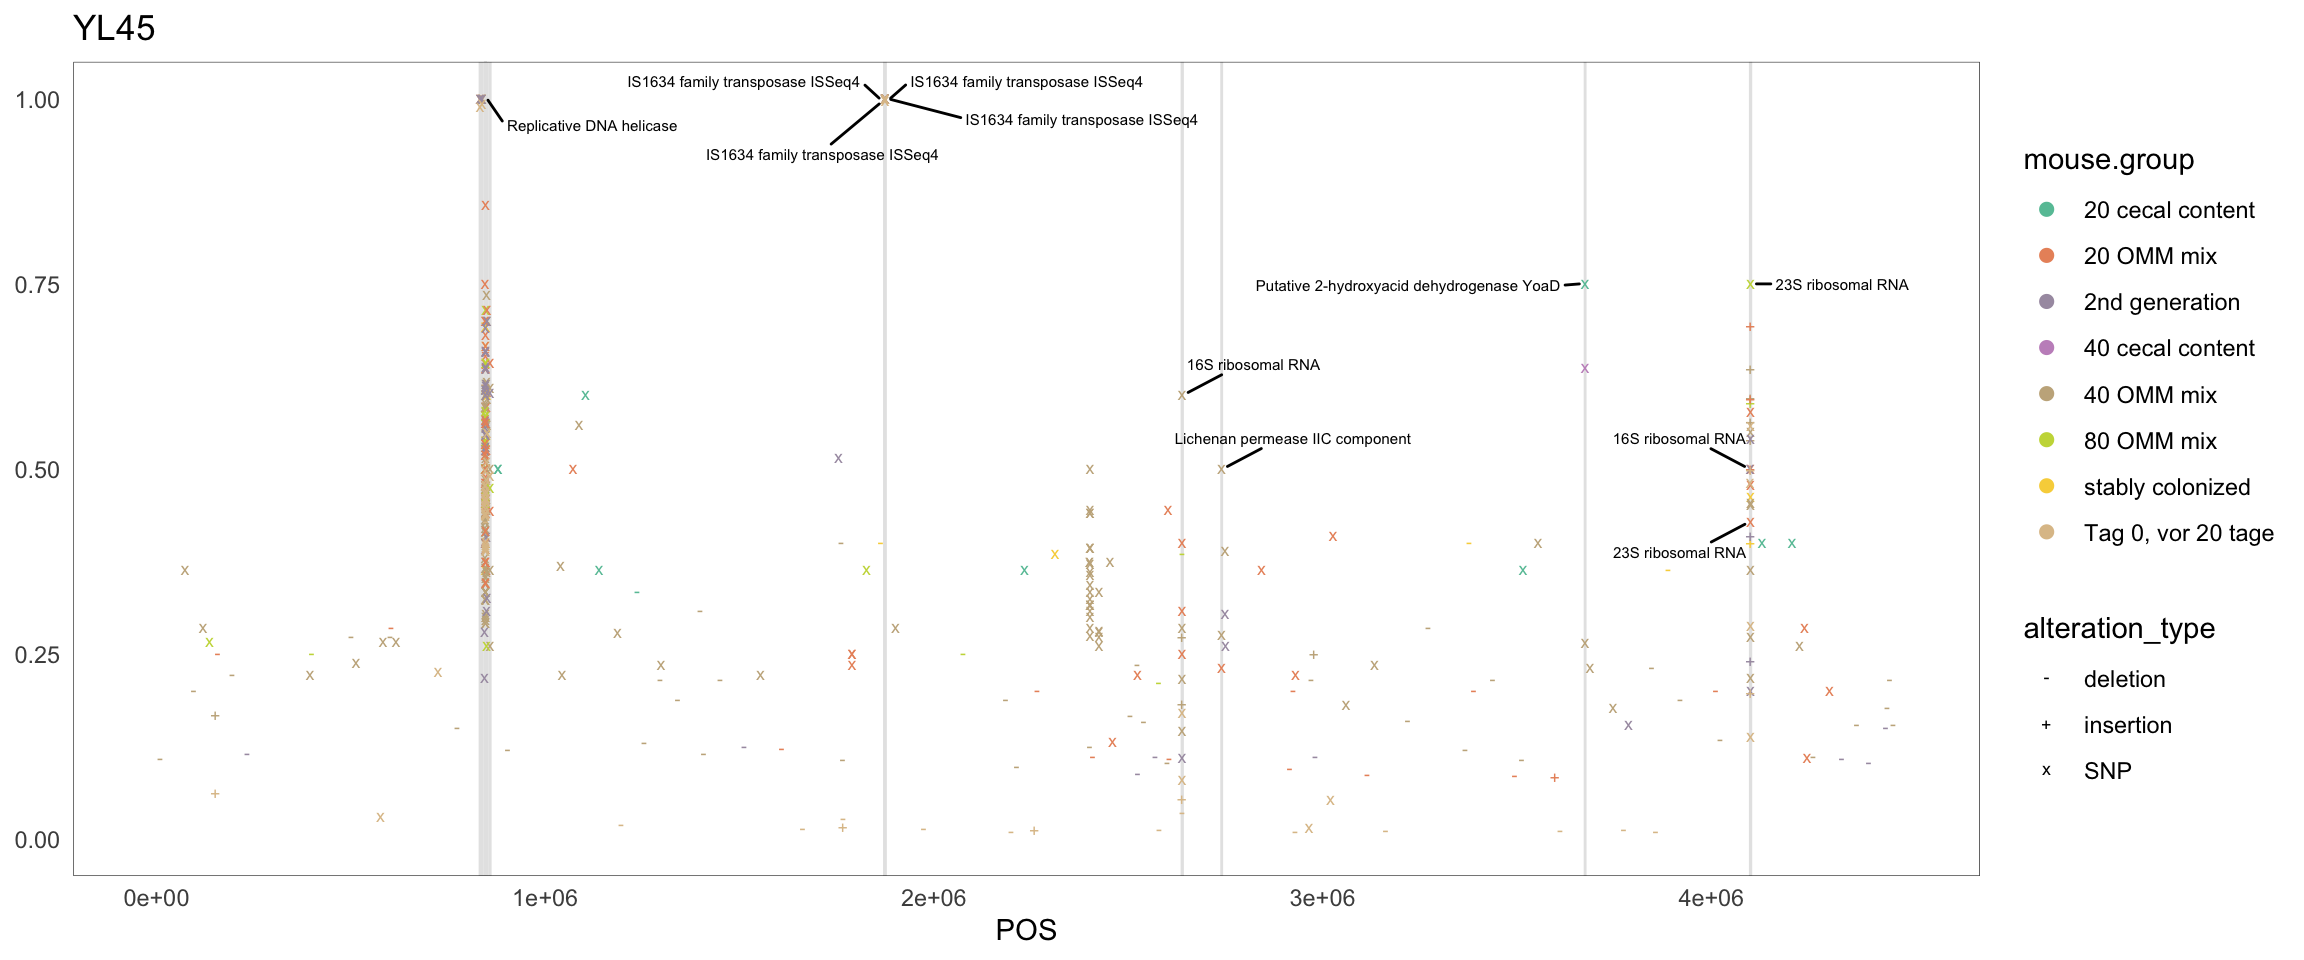 YL45
1.00
0.75
0.50
0.25
0.00
IS1634 family transposase ISSeq4
IS1634 family transposase ISSeq4
Replicative DNA helicase
IS1634 family transposase ISSeq4
IS1634 family transposase ISSeq4
Putative 2-hydroxyacid dehydrogenase YoaD
23S ribosomal RNA
16S ribosomal RNA
Lichenan permease IIC component
16S ribosomal RNA
23S ribosomal RNA
0e+00
1e+06
2e+06
3e+06
4e+06
POS
mouse.group
20 cecal content
20 OMM mix
2nd generation
40 cecal content
40 OMM mix
80 OMM mix
stably colonized
Tag 0, vor 20 tage
alteration_type
- deletion
+ insertion
x SNP